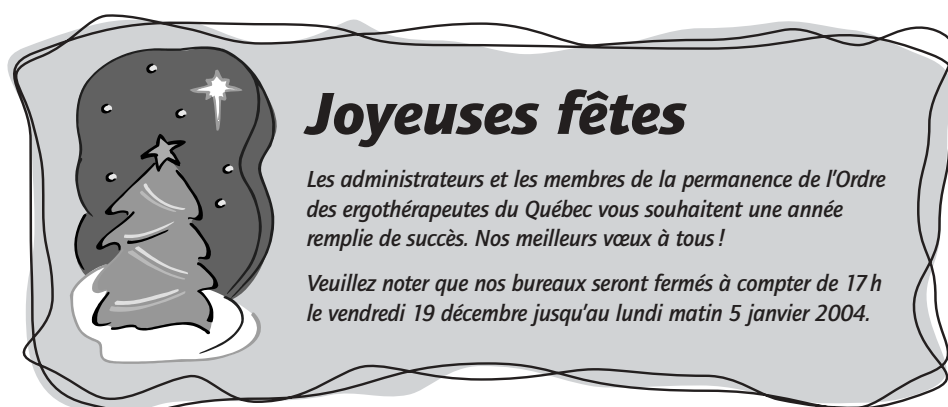 Joyeuses fêtes
Les administrateurs et les membres de la permanence de l'Ordre
des ergothérapeutes du Québec vous souhaitent une année
remplie de succès. Nos meilleurs vœux à tous !
Veuillez noter que nos bureaux seront fermés à compter de 17 h
le vendredi 19 décembre jusqu'au lundi matin 5 janvier 2004.